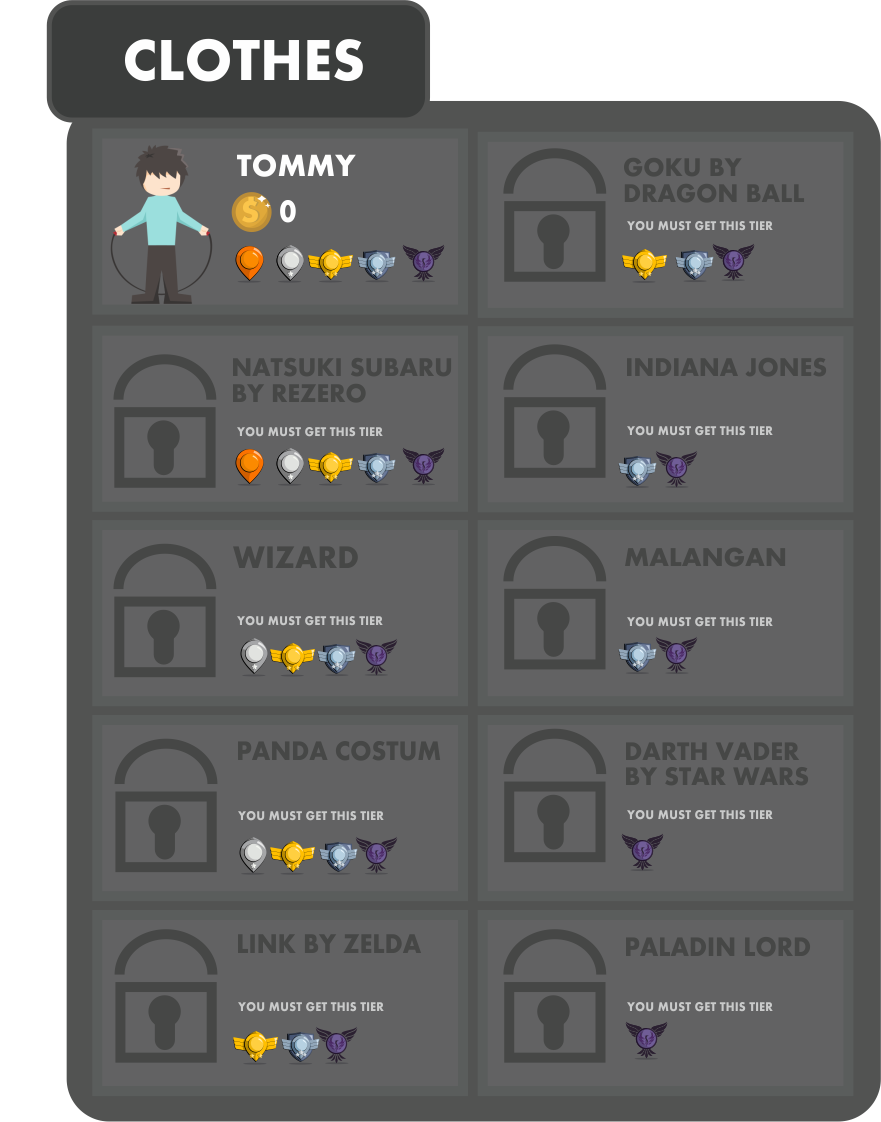 CLOTHES
TOMMY
0
GOKU BY
DRAGON BALL
YOU MUST GET THIS TIER
NATSUKI SUBARU
BY REZERO
YOU MUST GET THIS TIER
INDIANA JONES
YOU MUST GET THIS TIER
WIZARD
YOU MUST GET THIS TIER
MALANGAN
YOU MUST GET THIS TIER
PANDA COSTUM
YOU MUST GET THIS TIER
DARTH VADER
BY STAR WARS
YOU MUST GET THIS TIER
LINK BY ZELDA
YOU MUST GET THIS TIER
PALADIN LORD
YOU MUST GET THIS TIER